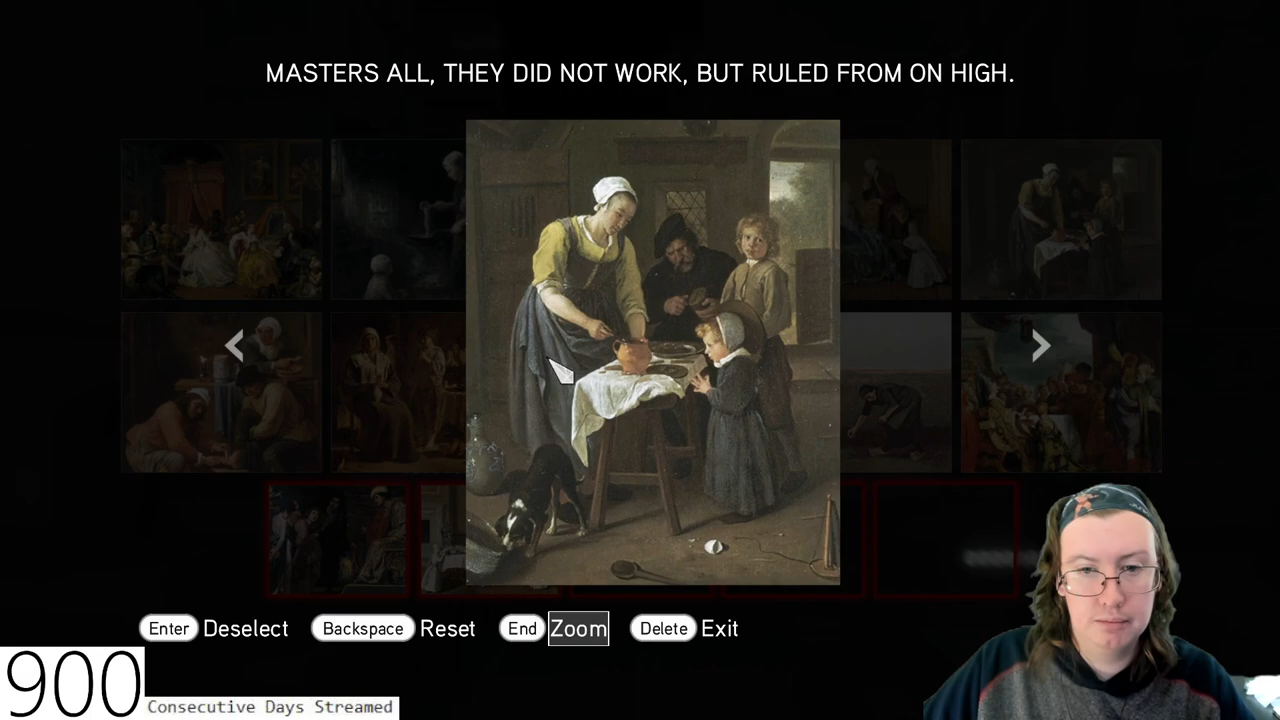 MASTERS ALL, THEY DID NOT WORK, BUT RULED FROM ON HIGH.
Enter Deselect Backspace Reset End Zoom Delete Exit
900
Consecutive Days Streamed